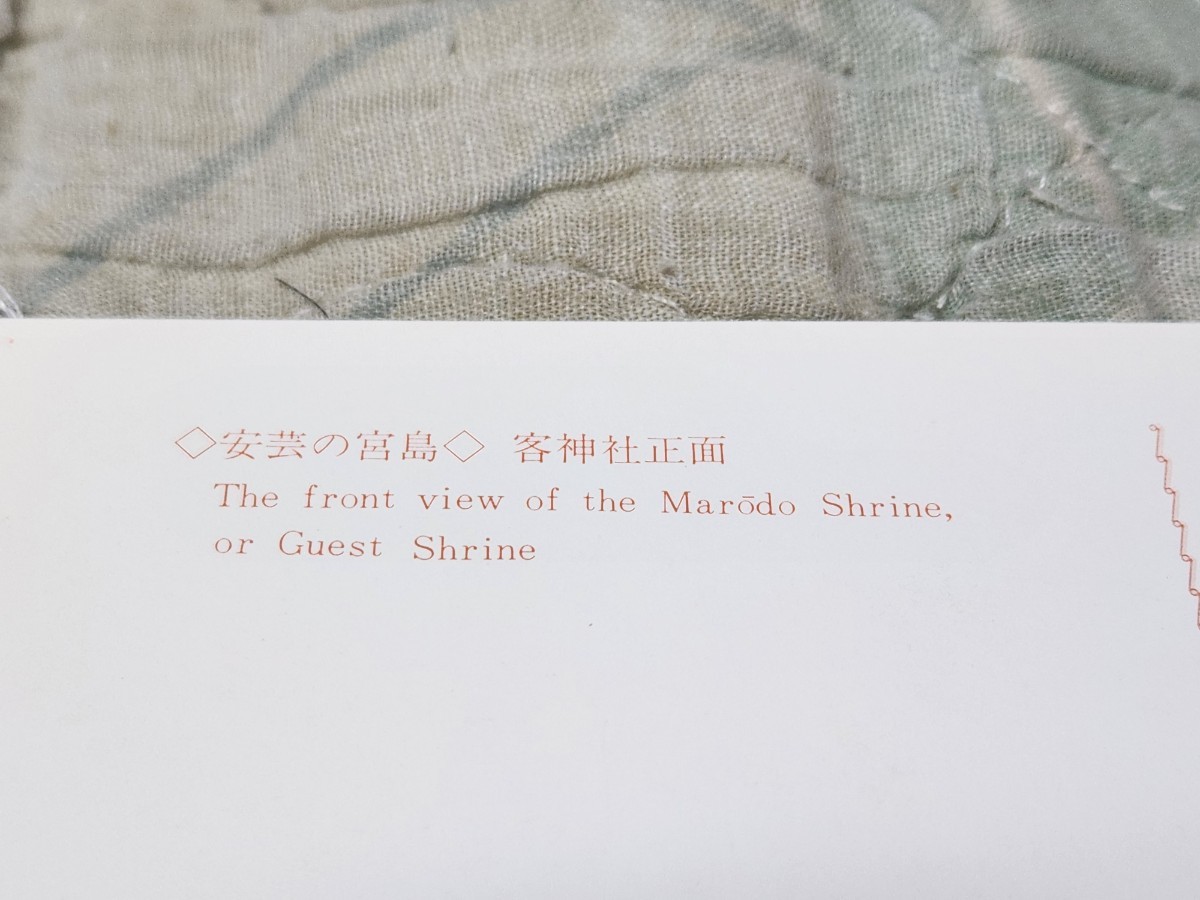 ◇安芸の宮島◇ 客神社正面
The front view of the Marōdo Shrine,
or Guest Shrine